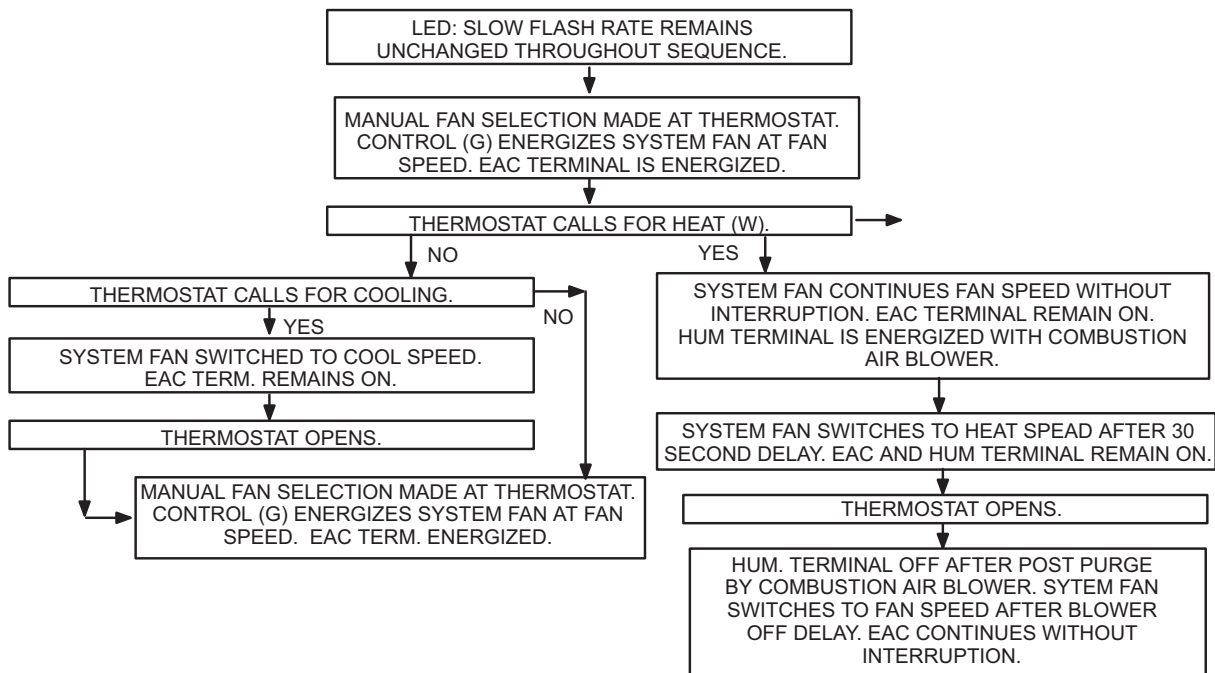 LED: SLOW FLASH RATE REMAINS
UNCHANGED THROUGHOUT SEQUENCE.
MANUAL FAN SELECTION MADE AT THERMOSTAT.
CONTROL (G) ENERGIZES SYSTEM FAN AT FAN
SPEED. EAC TERMINAL IS ENERGIZED.
THERMOSTAT CALLS FOR HEAT (W).
NO
YES
THERMOSTAT CALLS FOR COOLING.
NO
YES
SYSTEM FAN SWITCHED TO COOL SPEED.
EAC TERM. REMAINS ON.
THERMOSTAT OPENS.
MANUAL FAN SELECTION MADE AT THERMOSTAT.
CONTROL (G) ENERGIZES SYSTEM FAN AT FAN
SPEED. EAC TERM. ENERGIZED.
SYSTEM FAN CONTINUES FAN SPEED WITHOUT
INTERRUPTION. EAC TERMINAL REMAIN ON.
HUM TERMINAL IS ENERGIZED WITH COMBUSTION
AIR BLOWER.
SYSTEM FAN SWITCHES TO HEAT SPEAD AFTER 30
SECOND DELAY. EAC AND HUM TERMINAL REMAIN ON.
THERMOSTAT OPENS.
HUM. TERMINAL OFF AFTER POST PURGE
BY COMBUSTION AIR BLOWER. SYTEM FAN
SWITCHES TO FAN SPEED AFTER BLOWER
OFF DELAY. EAC CONTINUES WITHOUT
INTERRUPTION.